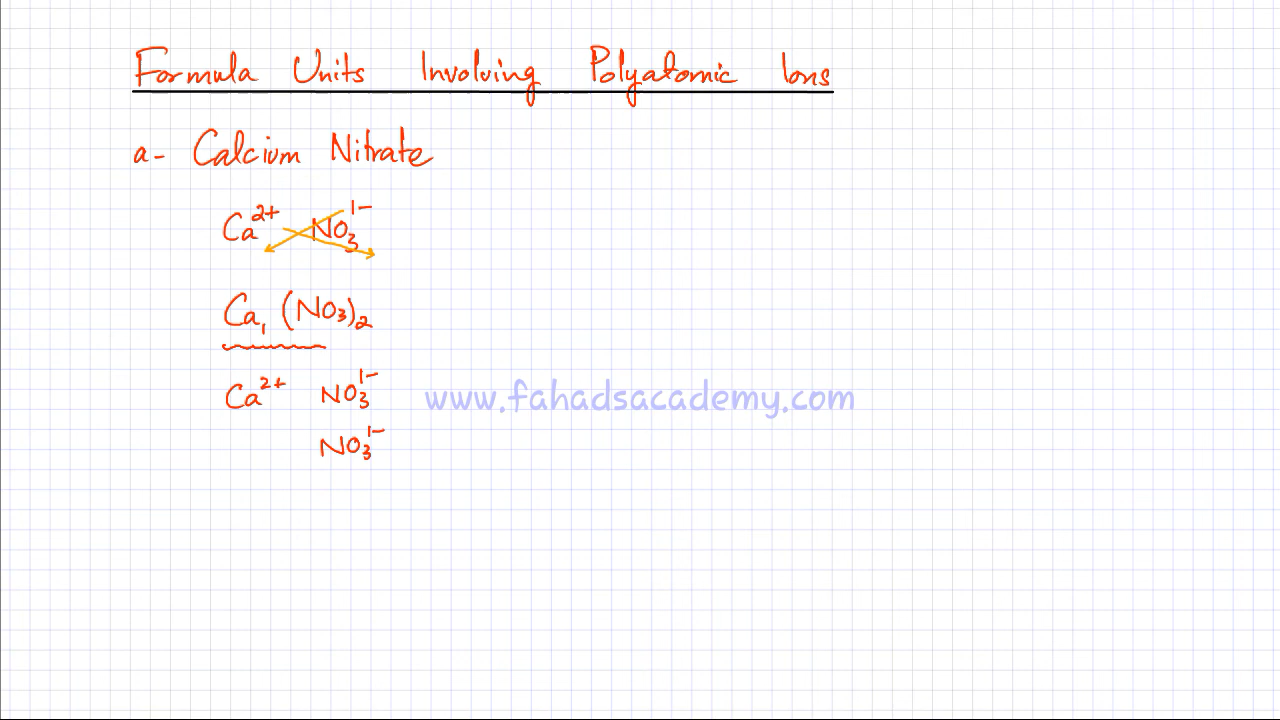 Formula Units Involving Polyatomic Ions
a- Calcium Nitrate
Ca²⁺ NO₃¹⁻
Ca₁ (NO₃)₂
Ca²⁺ NO₃¹⁻
www.fahadsacademy.com
NO₃¹⁻